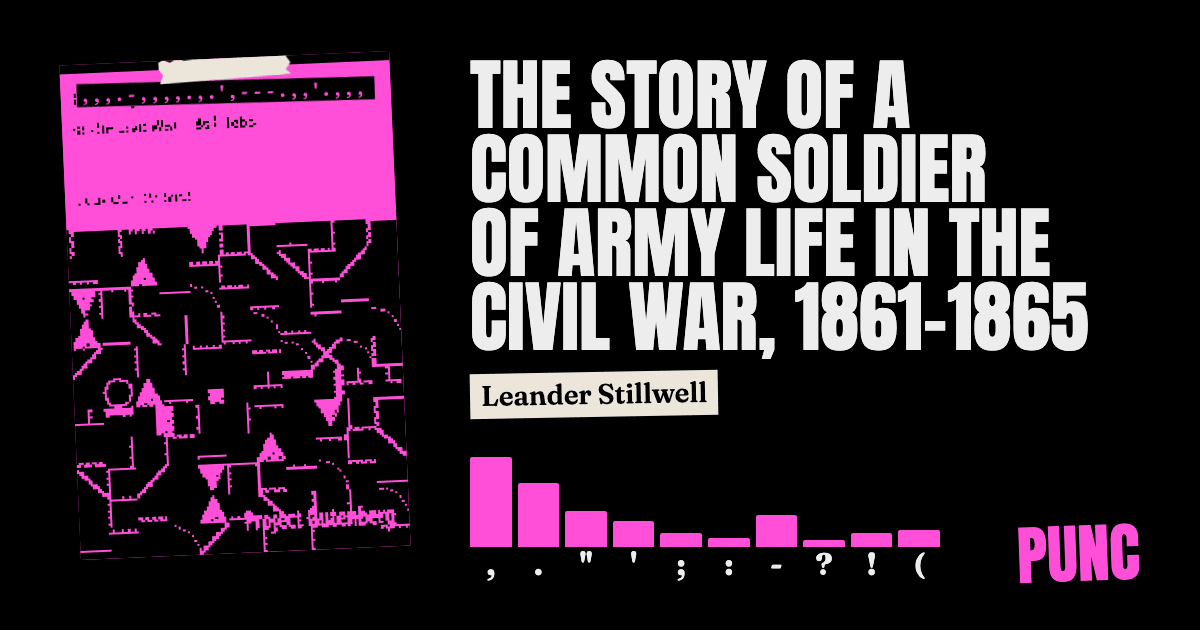 THE STORY OF A
COMMON SOLDIER
OF ARMY LIFE IN THE
CIVIL WAR, 1861-1865
Leander Stillwell
, . " ' ; : - ? ! (
PUNC
Project Gutenberg